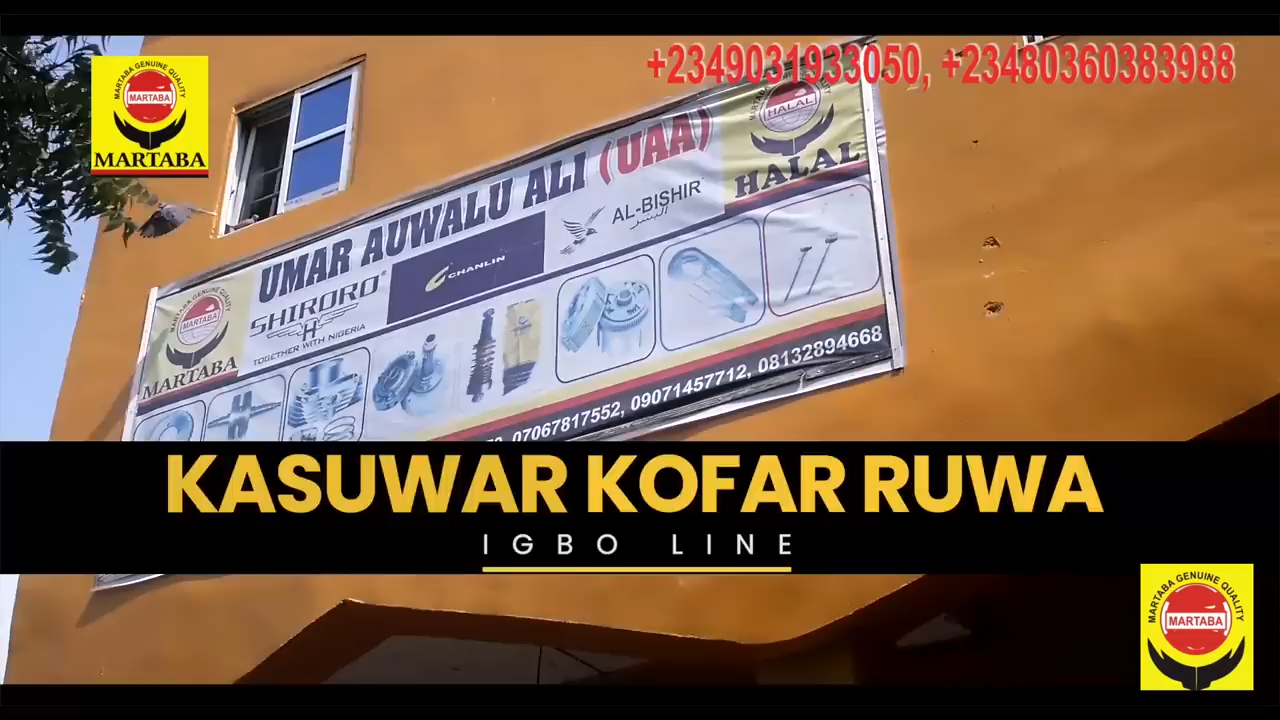 +2349031933050, +23480360383988
MARTABA GENUINE QUALITY
MARTABA
MARTABA
HALAL
HALAL
UMAR AUWALU ALI (UAA)
SHIRORO®
H
TOGETHER WITH NIGERIA
CHANLIN
AL-BISHIR
البشير
MARTABA GENUINE QUALITY
MARTABA
MARTABA
07067817552, 09071457712, 08132894668
KASUWAR KOFAR RUWA
IGBO LINE
MARTABA GENUINE QUALITY
MARTABA